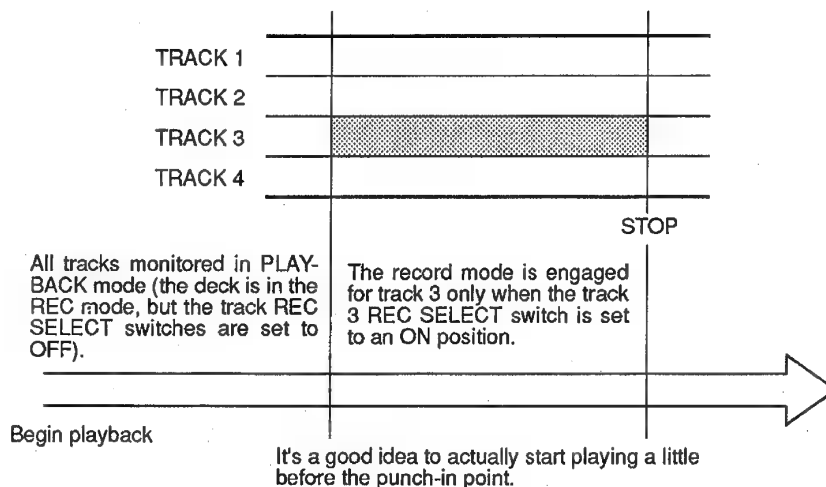 TRACK 1
TRACK 2
TRACK 3
TRACK 4
STOP
All tracks monitored in PLAY-
BACK mode (the deck is in the
REC mode, but the track REC
SELECT switches are set to
OFF).
The record mode is engaged
for track 3 only when the track
3 REC SELECT switch is set
to an ON position.
Begin playback
It's a good idea to actually start playing a little
before the punch-in point.